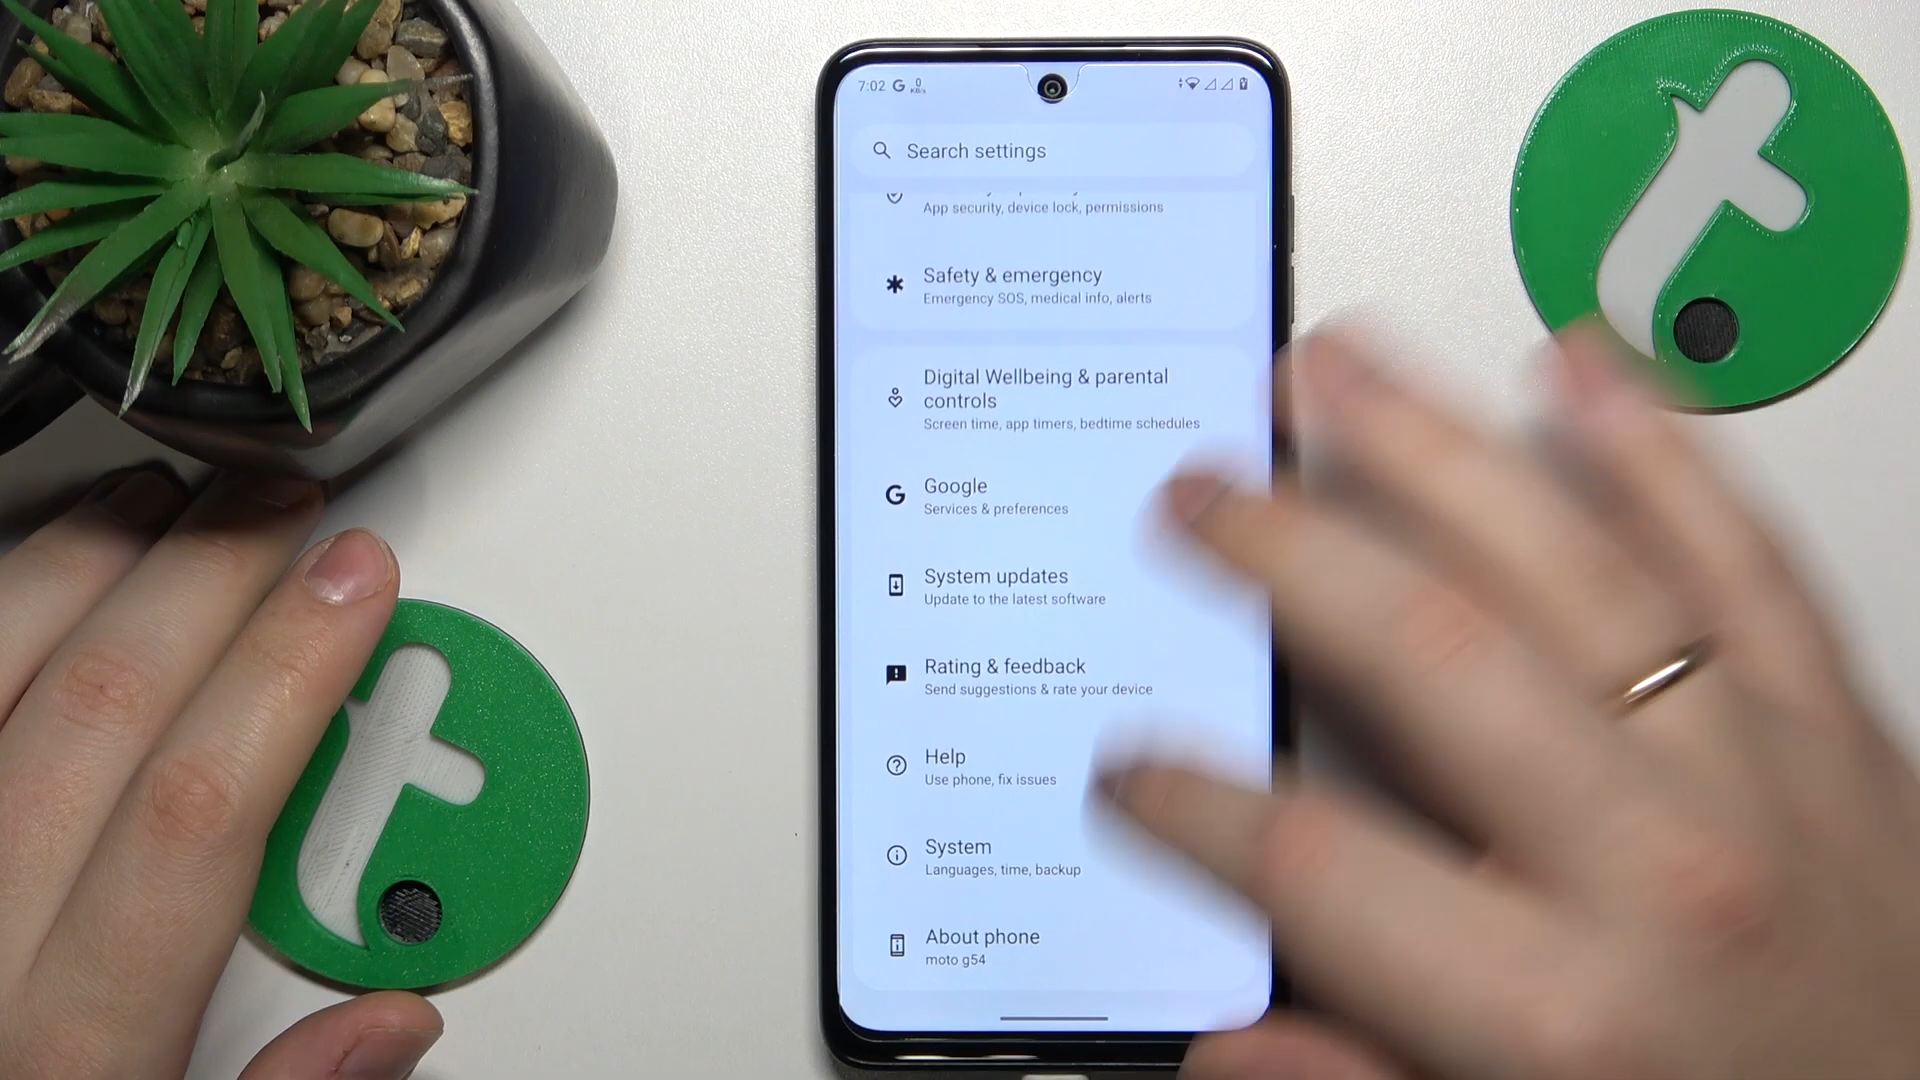 7:02 G 0 KB/s
Search settings
App security, device lock, permissions
Safety & emergency
Emergency SOS, medical info, alerts
Digital Wellbeing & parental
controls
Screen time, app timers, bedtime schedules
Google
Services & preferences
System updates
Update to the latest software
Rating & feedback
Send suggestions & rate your device
Help
Use phone, fix issues
System
Languages, time, backup
About phone
moto g54